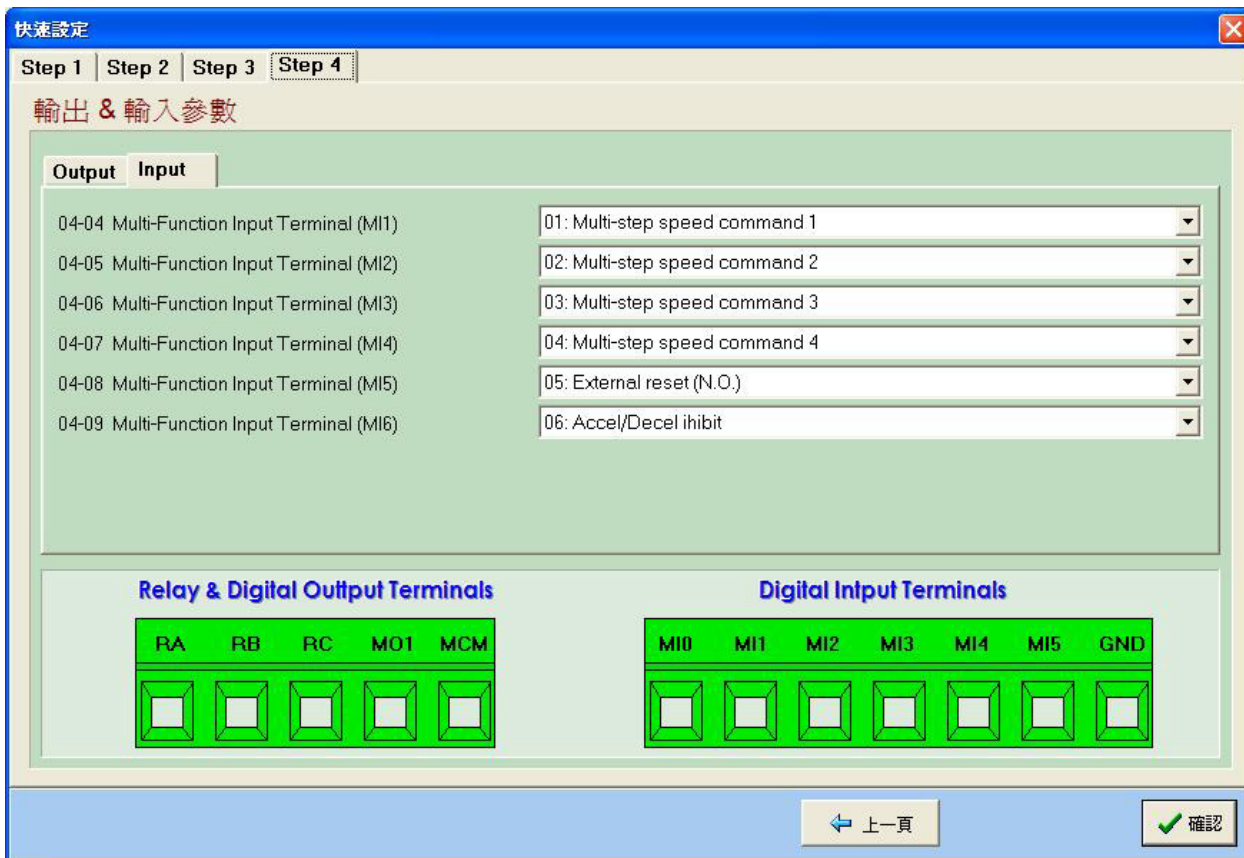 快速設定
Step 1 Step 2 Step 3 Step 4
輸出 & 輸入參數
Output Input
04-04 Multi-Function Input Terminal (MI1) 01: Multi-step speed command 1
04-05 Multi-Function Input Terminal (MI2) 02: Multi-step speed command 2
04-06 Multi-Function Input Terminal (MI3) 03: Multi-step speed command 3
04-07 Multi-Function Input Terminal (MI4) 04: Multi-step speed command 4
04-08 Multi-Function Input Terminal (MI5) 05: External reset (N.O.)
04-09 Multi-Function Input Terminal (MI6) 06: Accel/Decel ihibit
Relay & Digital Outtput Terminals Digital Intput Terminals
RA RB RC MO1 MCM MI0 MI1 MI2 MI3 MI4 MI5 GND
上一頁 確認